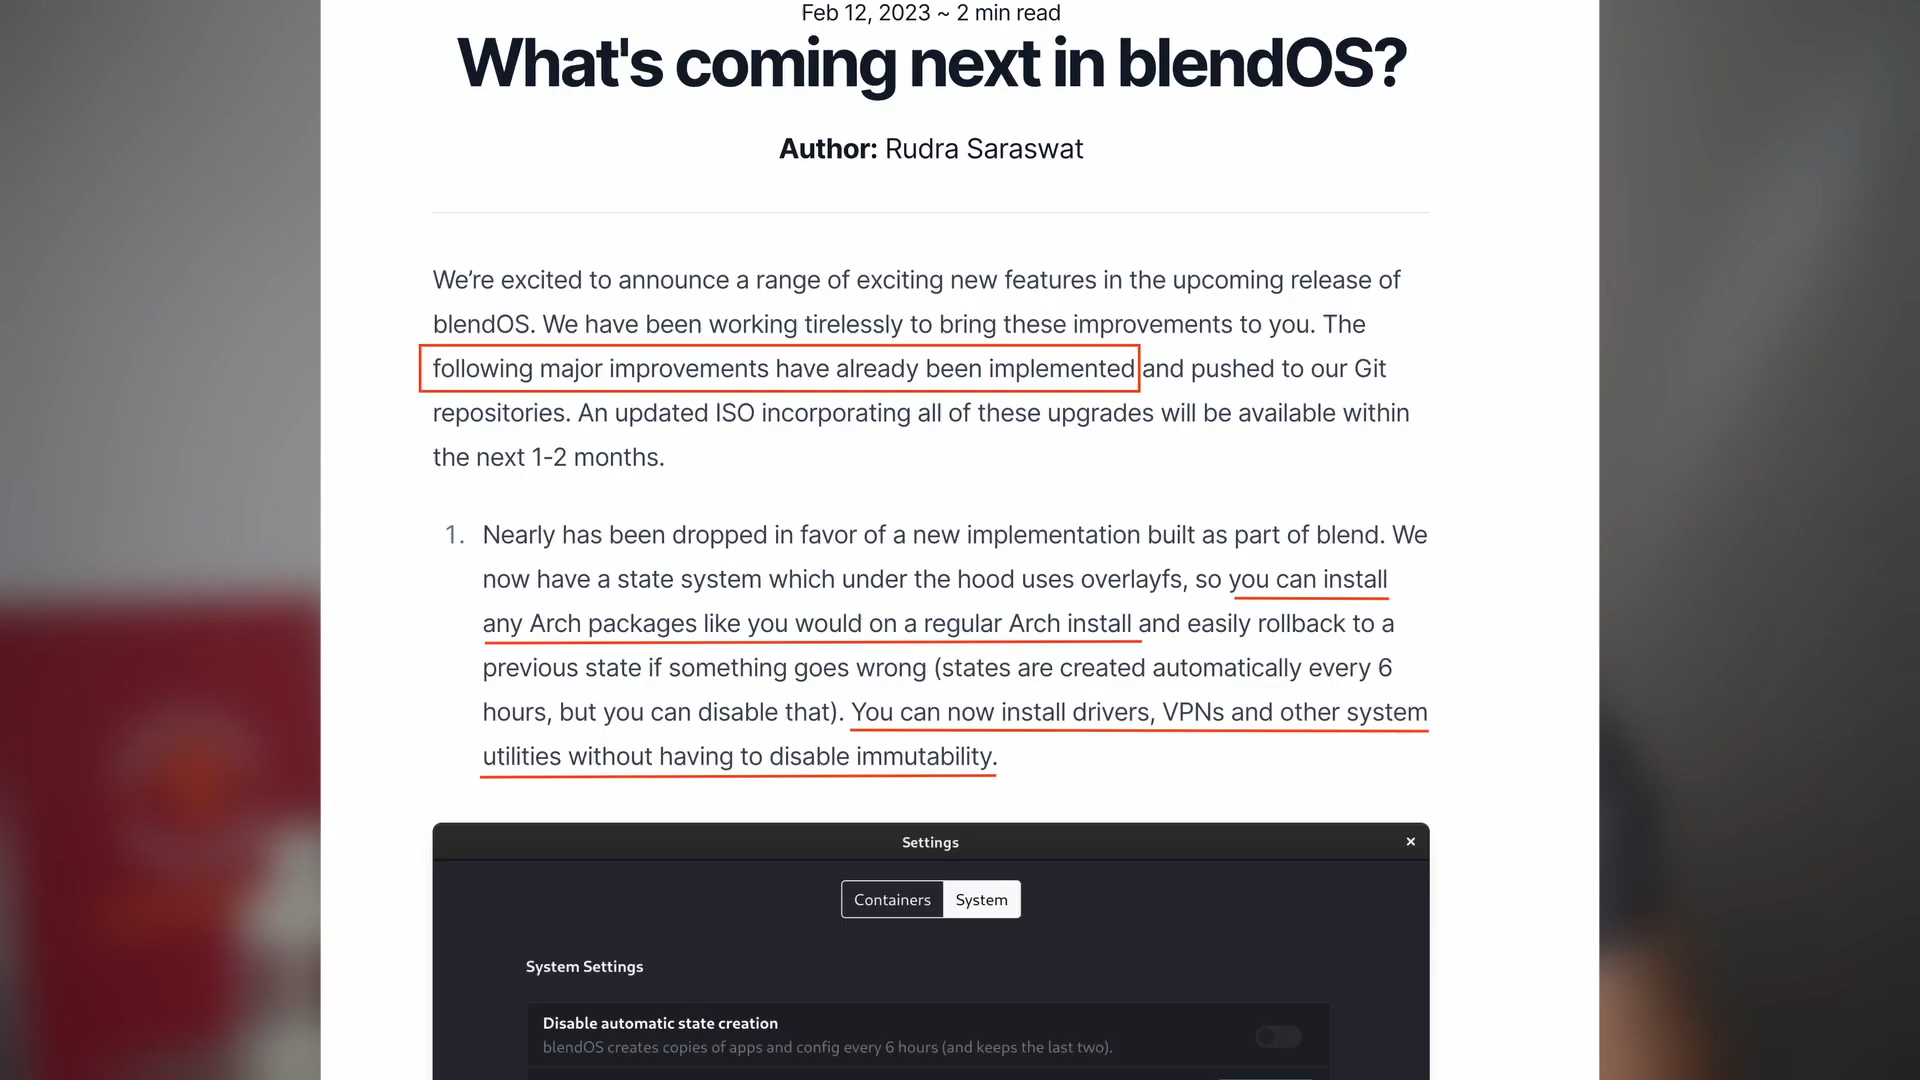 Feb 12, 2023 ~ 2 min read
What's coming next in blendOS?
Author: Rudra Saraswat
We’re excited to announce a range of exciting new features in the upcoming release of
blendOS. We have been working tirelessly to bring these improvements to you. The
following major improvements have already been implemented and pushed to our Git
repositories. An updated ISO incorporating all of these upgrades will be available within
the next 1-2 months.
1. Nearly has been dropped in favor of a new implementation built as part of blend. We
now have a state system which under the hood uses overlayfs, so you can install
any Arch packages like you would on a regular Arch install and easily rollback to a
previous state if something goes wrong (states are created automatically every 6
hours, but you can disable that). You can now install drivers, VPNs and other system
utilities without having to disable immutability.
Settings ×
Containers System
System Settings
Disable automatic state creation
blendOS creates copies of apps and config every 6 hours (and keeps the last two).